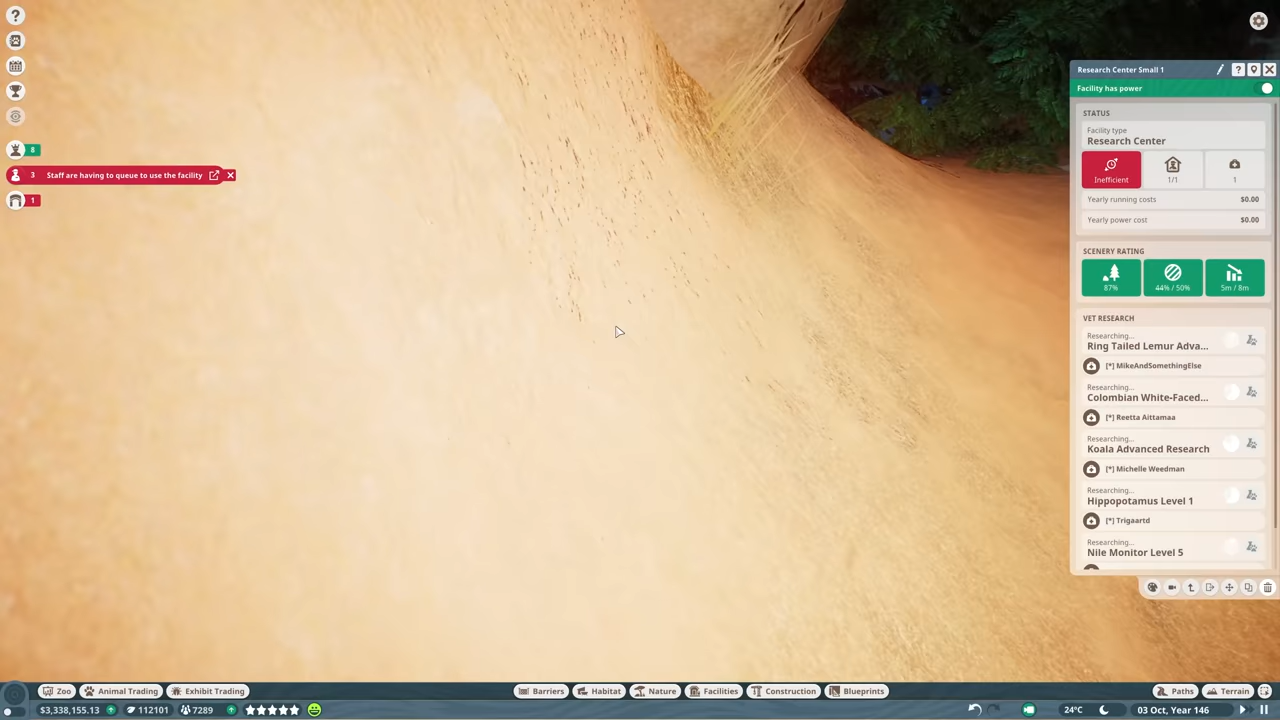 Research Center Small 1
?
Facility has power
STATUS
Facility type
Research Center
Inefficient
1/1
1
Yearly running costs
$0.00
Yearly power cost
$0.00
SCENERY RATING
87%
44% / 50%
5m / 8m
VET RESEARCH
Researching...
Ring Tailed Lemur Adva...
[*] MikeAndSomethingElse
Researching...
Colombian White-Faced...
[*] Reetta Aittamaa
Researching...
Koala Advanced Research
[*] Michelle Weedman
Researching...
Hippopotamus Level 1
[*] Trigaartd
Researching...
Nile Monitor Level 5
?
8
3 Staff are having to queue to use the facility
1
Zoo
Animal Trading
Exhibit Trading
Barriers
Habitat
Nature
Facilities
Construction
Blueprints
Paths
Terrain
$3,338,155.13
112101
7289
24°C
03 Oct, Year 146